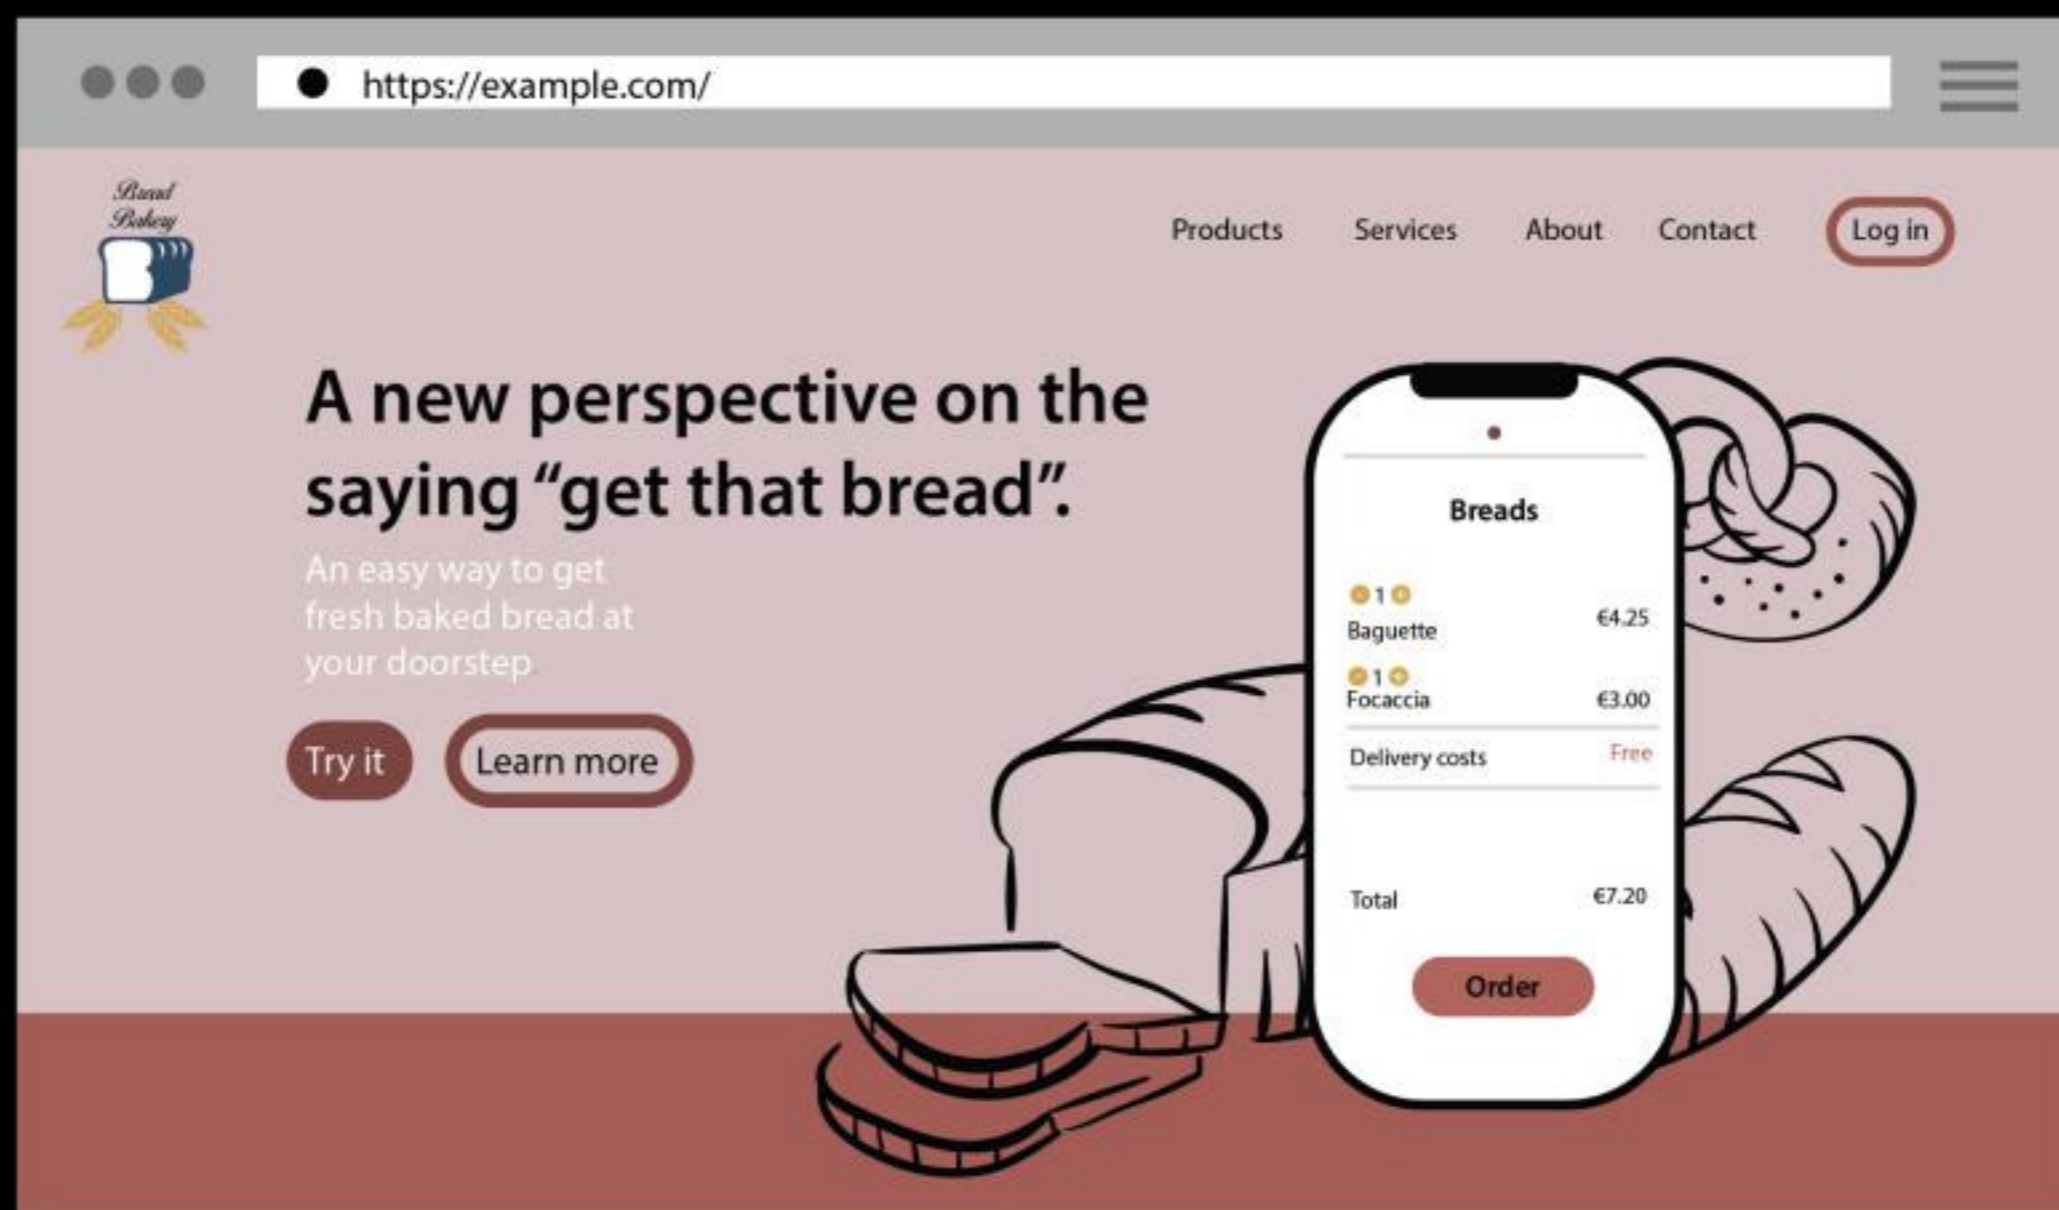 https://example.com/
Bread
Bakery
Products Services About Contact Log in
A new perspective on the
saying “get that bread”.
An easy way to get
fresh baked bread at
your doorstep
Try it Learn more
Breads
- 1 +
Baguette €4.25
- 1 +
Focaccia €3.00
Delivery costs Free
Total €7.20
Order